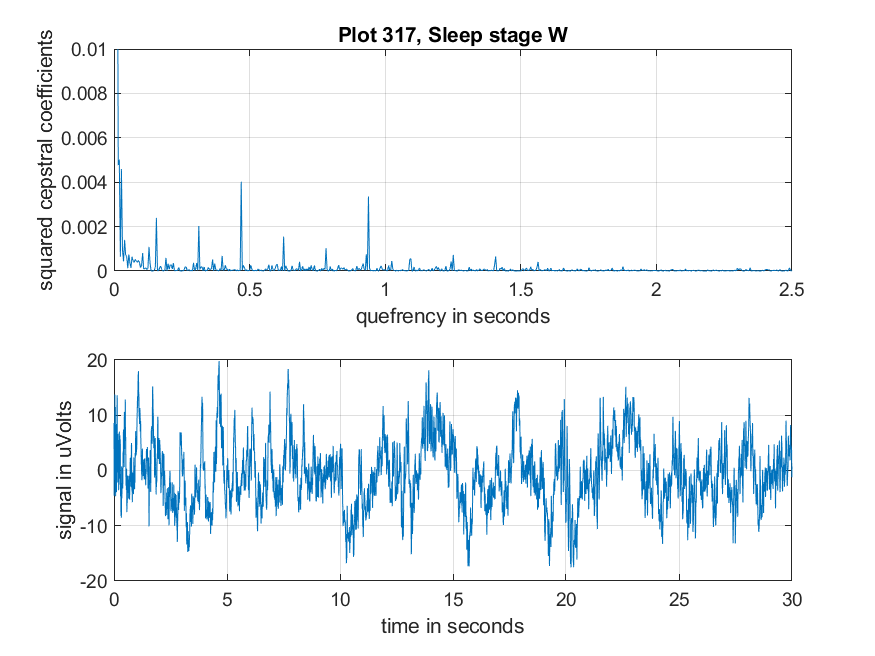 Plot 317, Sleep stage W
squared cepstral coefficients
0.01
0.008
0.006
0.004
0.002
0
0 0.5 1 1.5 2 2.5
quefrency in seconds
signal in uVolts
20
10
0
-10
-20
0 5 10 15 20 25 30
time in seconds